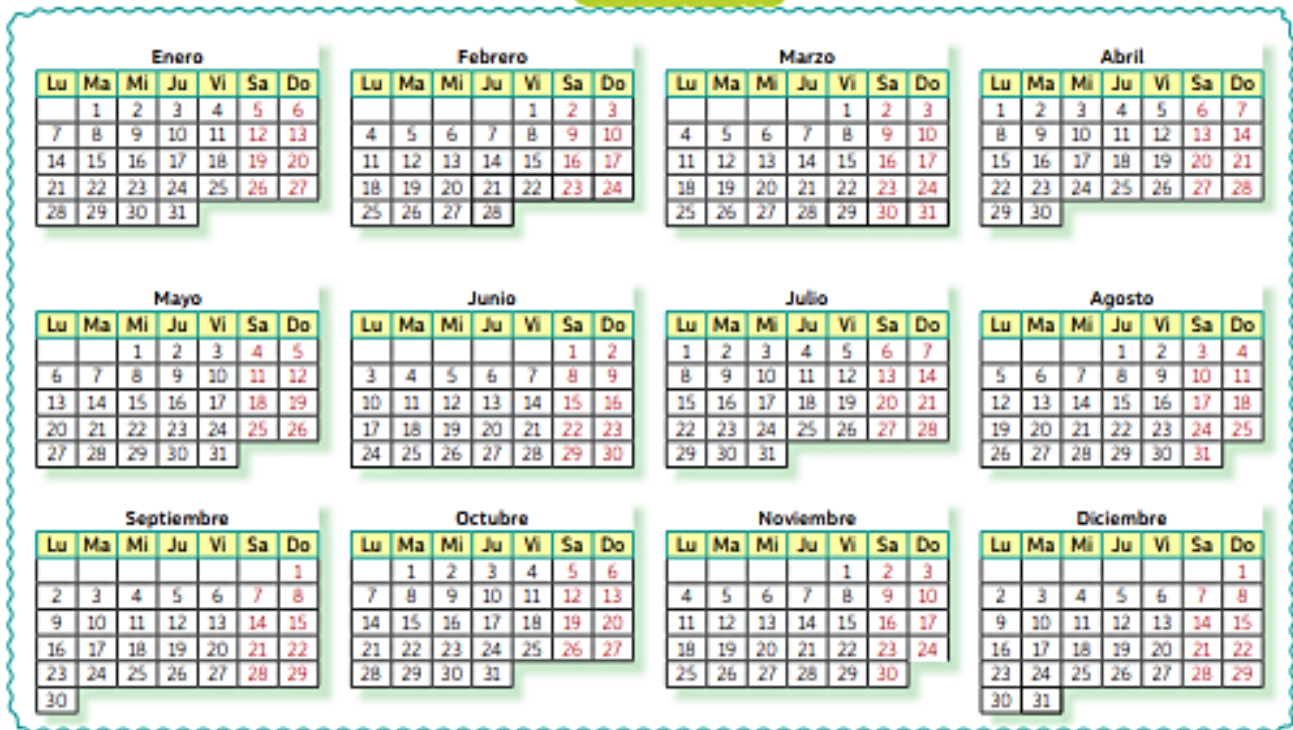 Enero Febrero Marzo Abril
Lu Ma Mi Ju Vi Sa Do Lu Ma Mi Ju Vi Sa Do Lu Ma Mi Ju Vi Sa Do Lu Ma Mi Ju Vi Sa Do
1 2 3 4 5 6 1 2 3 1 2 3 1 2 3 4 5 6 7
7 8 9 10 11 12 13 4 5 6 7 8 9 10 4 5 6 7 8 9 10 8 9 10 11 12 13 14
14 15 16 17 18 19 20 11 12 13 14 15 16 17 11 12 13 14 15 16 17 15 16 17 18 19 20 21
21 22 23 24 25 26 27 18 19 20 21 22 23 24 18 19 20 21 22 23 24 22 23 24 25 26 27 28
28 29 30 31 25 26 27 28 25 26 27 28 29 30 31 29 30
Mayo Junio Julio Agosto
Lu Ma Mi Ju Vi Sa Do Lu Ma Mi Ju Vi Sa Do Lu Ma Mi Ju Vi Sa Do Lu Ma Mi Ju Vi Sa Do
1 2 3 4 5 1 2 1 2 3 4 5 6 7 1 2 3 4
6 7 8 9 10 11 12 3 4 5 6 7 8 9 8 9 10 11 12 13 14 5 6 7 8 9 10 11
13 14 15 16 17 18 19 10 11 12 13 14 15 16 15 16 17 18 19 20 21 12 13 14 15 16 17 18
20 21 22 23 24 25 26 17 18 19 20 21 22 23 22 23 24 25 26 27 28 19 20 21 22 23 24 25
27 28 29 30 31 24 25 26 27 28 29 30 29 30 31 26 27 28 29 30 31
Septiembre Octubre Noviembre Diciembre
Lu Ma Mi Ju Vi Sa Do Lu Ma Mi Ju Vi Sa Do Lu Ma Mi Ju Vi Sa Do Lu Ma Mi Ju Vi Sa Do
1 1 2 3 4 5 6 1 2 3 1
2 3 4 5 6 7 8 7 8 9 10 11 12 13 4 5 6 7 8 9 10 2 3 4 5 6 7 8
9 10 11 12 13 14 15 14 15 16 17 18 19 20 11 12 13 14 15 16 17 9 10 11 12 13 14 15
16 17 18 19 20 21 22 21 22 23 24 25 26 27 18 19 20 21 22 23 24 16 17 18 19 20 21 22
23 24 25 26 27 28 29 28 29 30 31 25 26 27 28 29 30 23 24 25 26 27 28 29
30 30 31